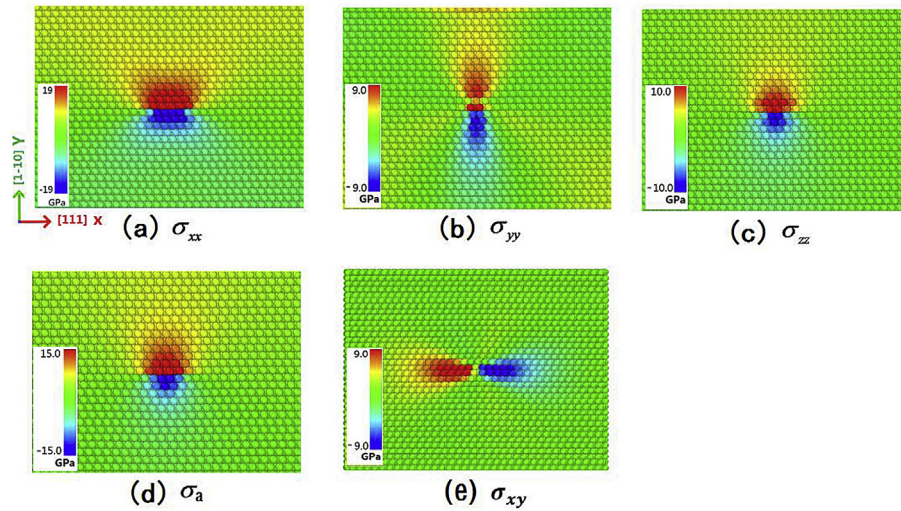 19
-19
GPa
[1-10] Y
[111] X
(a) σxx
9.0
-9.0
GPa
(b) σyy
10.0
-10.0
GPa
(c) σzz
15.0
-15.0
GPa
(d) σa
9.0
-9.0
GPa
(e) σxy